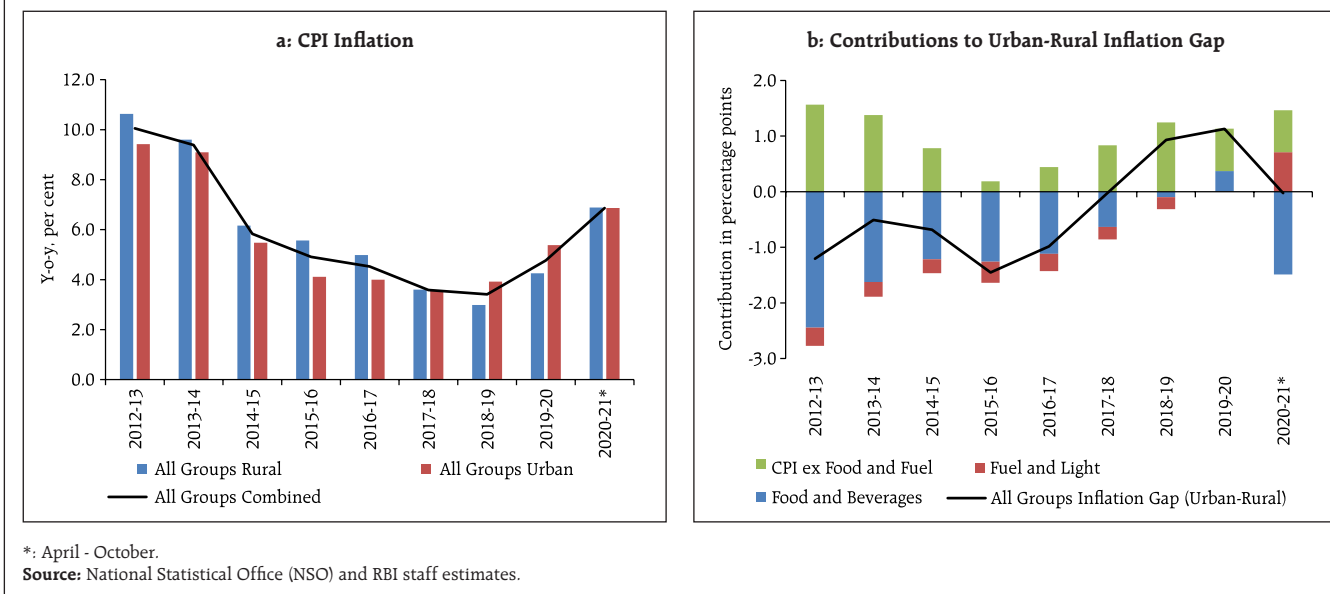 a: CPI Inflation
Y-o-y, per cent
12.0
10.0
8.0
6.0
4.0
2.0
0.0
2012-13
2013-14
2014-15
2015-16
2016-17
2017-18
2018-19
2019-20
2020-21*
All Groups Rural
All Groups Urban
All Groups Combined
b: Contributions to Urban-Rural Inflation Gap
Contribution in percentage points
2.0
1.0
0.0
-1.0
-2.0
-3.0
2012-13
2013-14
2014-15
2015-16
2016-17
2017-18
2018-19
2019-20
2020-21*
CPI ex Food and Fuel
Fuel and Light
Food and Beverages
All Groups Inflation Gap (Urban-Rural)
*: April - October.
Source: National Statistical Office (NSO) and RBI staff estimates.